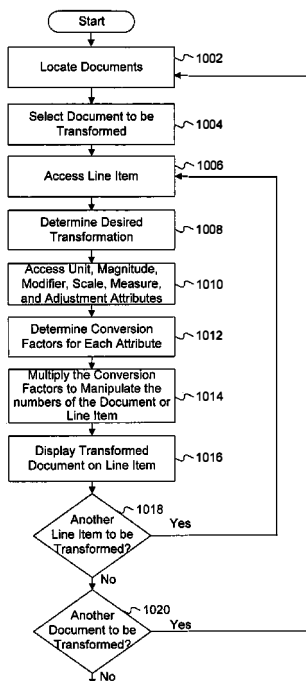 Start
Locate Documents
1002
Select Document to be
Transformed
1004
1006
Access Line Item
Determine Desired
Transformation
1008
Access Unit, Magnitude,
Modifier, Scale, Measure,
and Adjustment Attributes
1010
Determine Conversion
Factors for Each Attribute
1012
Multiply the Conversion
Factors to Manipulate the
numbers of the Document or
Line Item
1014
Display Transformed
Document on Line Item
1016
1018
Another
Line Item to be
Transformed?
Yes
No
1020
Another
Document to be
Transformed?
Yes
No